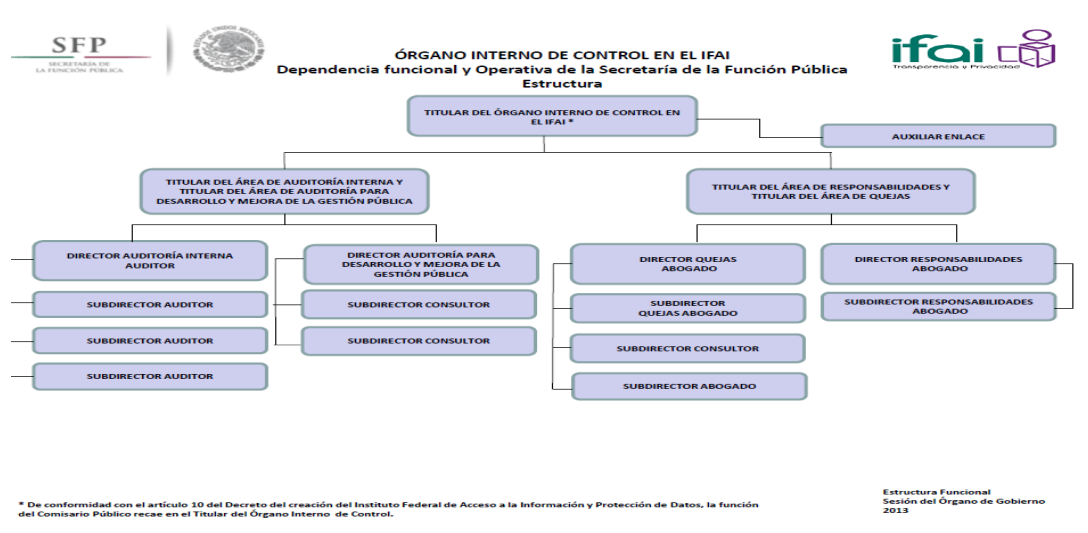 SFP
SECRETARÍA DE
LA FUNCIÓN PÚBLICA
ESTADOS UNIDOS MEXICANOS
ifai
Transparencia y Privacidad
ÓRGANO INTERNO DE CONTROL EN EL IFAI
Dependencia funcional y Operativa de la Secretaría de la Función Pública
Estructura
TITULAR DEL ÓRGANO INTERNO DE CONTROL EN
EL IFAI *
AUXILIAR ENLACE
TITULAR DEL ÁREA DE AUDITORÍA INTERNA Y
TITULAR DEL ÁREA DE AUDITORÍA PARA
DESARROLLO Y MEJORA DE LA GESTIÓN PÚBLICA
TITULAR DEL ÁREA DE RESPONSABILIDADES Y
TITULAR DEL ÁREA DE QUEJAS
DIRECTOR AUDITORÍA INTERNA
AUDITOR
SUBDIRECTOR AUDITOR
SUBDIRECTOR AUDITOR
SUBDIRECTOR AUDITOR
DIRECTOR AUDITORÍA PARA
DESARROLLO Y MEJORA DE LA
GESTIÓN PÚBLICA
SUBDIRECTOR CONSULTOR
SUBDIRECTOR CONSULTOR
DIRECTOR QUEJAS
ABOGADO
SUBDIRECTOR
QUEJAS ABOGADO
SUBDIRECTOR CONSULTOR
SUBDIRECTOR ABOGADO
DIRECTOR RESPONSABILIDADES
ABOGADO
SUBDIRECTOR RESPONSABILIDADES
ABOGADO
* De conformidad con el artículo 10 del Decreto del creación del Instituto Federal de Acceso a la Información y Protección de Datos, la función
del Comisario Público recae en el Titular del Órgano Interno de Control.
Estructura Funcional
Sesión del Órgano de Gobierno
2013